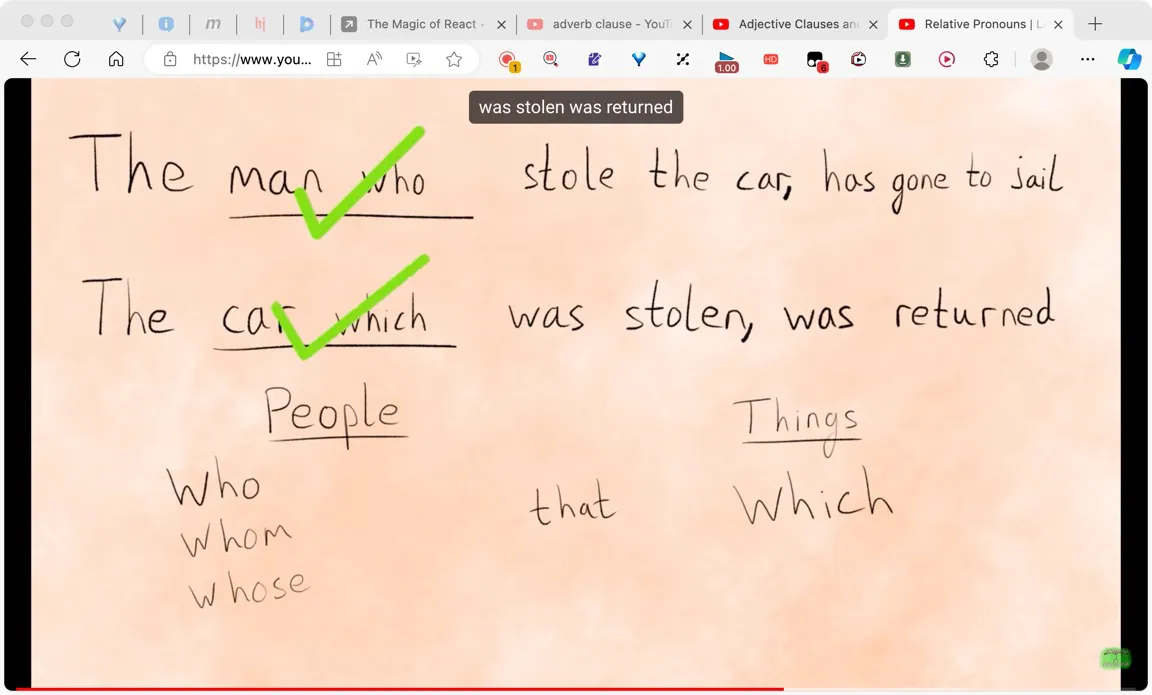 The Magic of React -
adverb clause - YouT
Adjective Clauses an
Relative Pronouns | L
https://www.you...
1
1.00
HD
6
was stolen was returned
The man who stole the car, has gone to jail
The car which was stolen, was returned
People
Things
Who
that
Which
whom
whose